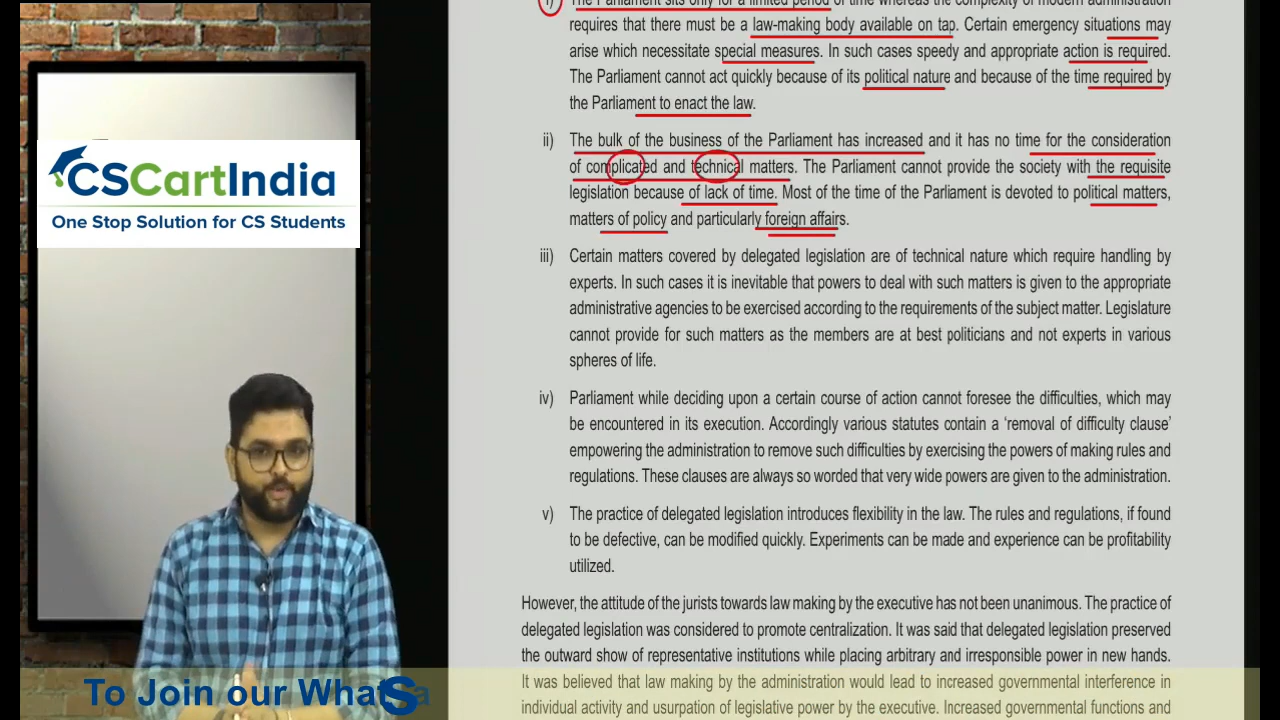 CSCartIndia
One Stop Solution for CS Students
i) The Parliament sits only for a limited period of time whereas the complexity of modern administration
requires that there must be a law-making body available on tap. Certain emergency situations may
arise which necessitate special measures. In such cases speedy and appropriate action is required.
The Parliament cannot act quickly because of its political nature and because of the time required by
the Parliament to enact the law.
ii) The bulk of the business of the Parliament has increased and it has no time for the consideration
of complicated and technical matters. The Parliament cannot provide the society with the requisite
legislation because of lack of time. Most of the time of the Parliament is devoted to political matters,
matters of policy and particularly foreign affairs.
iii) Certain matters covered by delegated legislation are of technical nature which require handling by
experts. In such cases it is inevitable that powers to deal with such matters is given to the appropriate
administrative agencies to be exercised according to the requirements of the subject matter. Legislature
cannot provide for such matters as the members are at best politicians and not experts in various
spheres of life.
iv) Parliament while deciding upon a certain course of action cannot foresee the difficulties, which may
be encountered in its execution. Accordingly various statutes contain a ‘removal of difficulty clause’
empowering the administration to remove such difficulties by exercising the powers of making rules and
regulations. These clauses are always so worded that very wide powers are given to the administration.
v) The practice of delegated legislation introduces flexibility in the law. The rules and regulations, if found
to be defective, can be modified quickly. Experiments can be made and experience can be profitability
utilized.
However, the attitude of the jurists towards law making by the executive has not been unanimous. The practice of
delegated legislation was considered to promote centralization. It was said that delegated legislation preserved
the outward show of representative institutions while placing arbitrary and irresponsible power in new hands.
It was believed that law making by the administration would lead to increased governmental interference in
individual activity and usurpation of legislative power by the executive. Increased governmental functions and
To Join our WhatSa